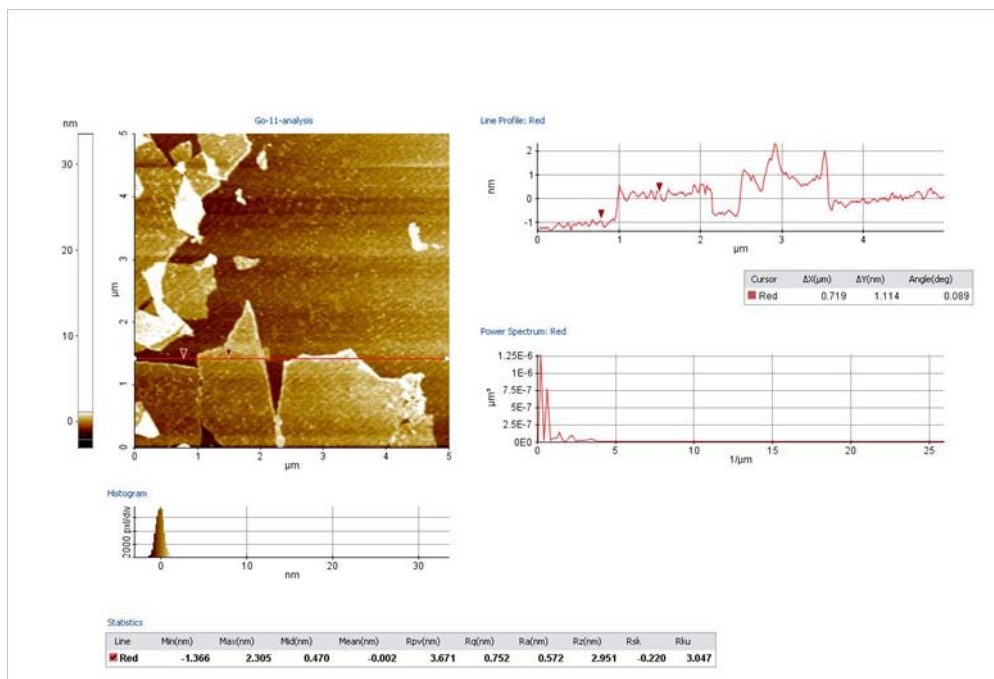 Go-11-analysis
nm
30
20
10
0
5
4
3
2
1
0
µm
0 1 2 3 4 5
µm
Line Profile: Red
nm
2
1
0
-1
0 1 2 3 4
µm
Cursor ΔX(µm) ΔY(nm) Angle(deg)
Red 0.719 1.114 0.089
Power Spectrum: Red
µm³
1.25E-6
1E-6
7.5E-7
5E-7
2.5E-7
0E0
0 5 10 15 20 25
1/µm
Histogram
2000 pxl/div
0 10 20 30
nm
Statistics
Line Min(nm) Max(nm) Mid(nm) Mean(nm) Rpv(nm) Rq(nm) Ra(nm) Rz(nm) Rsk Rku
Red -1.366 2.305 0.470 -0.002 3.671 0.752 0.572 2.951 -0.220 3.047